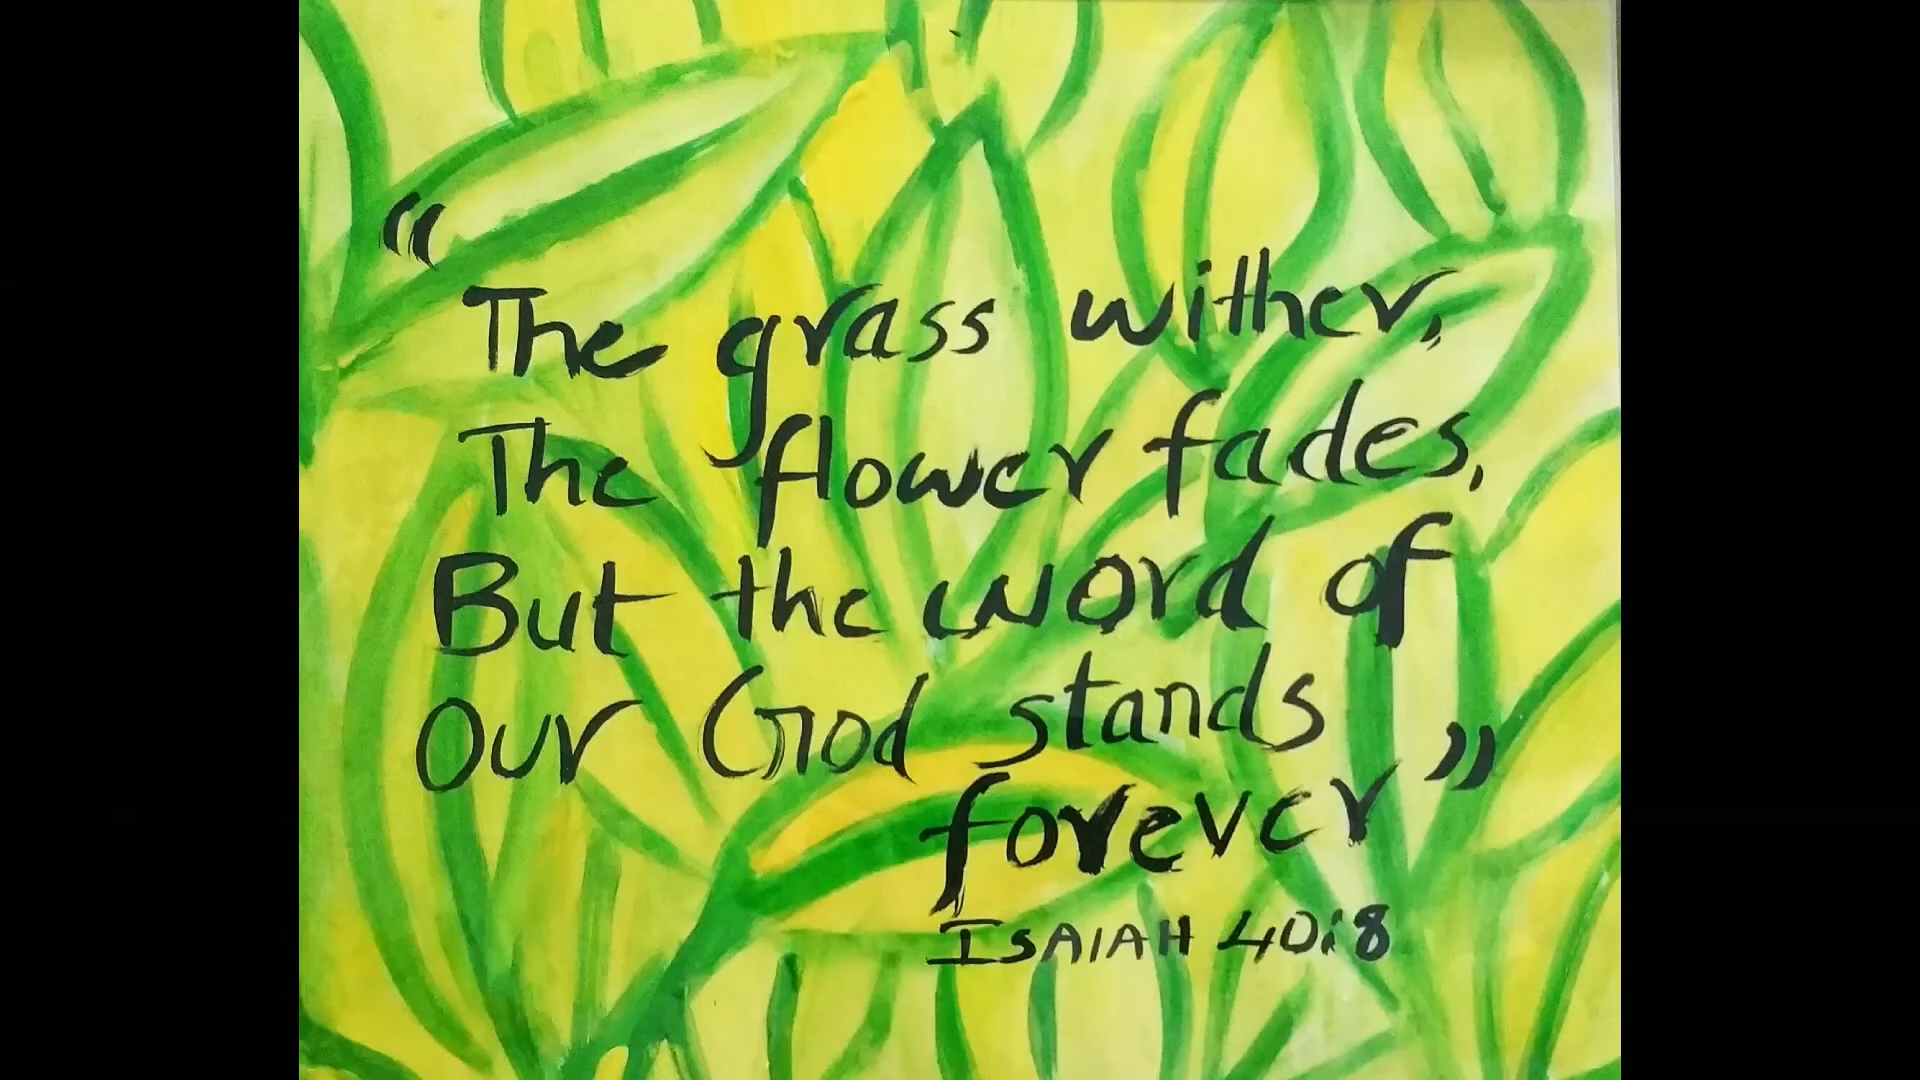 “
The grass wither,
The flower fades,
But the word of
Our God stands
forever”
ISAIAH 40:8